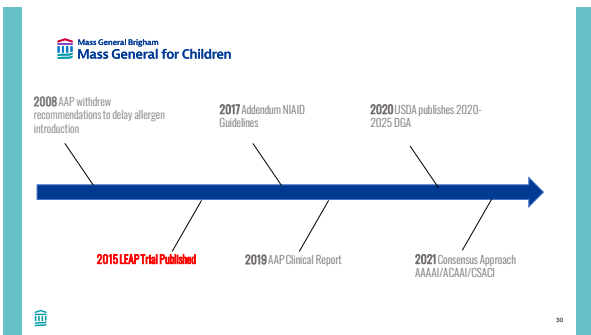 Mass General Brigham
Mass General for Children
2008 AAP withdrew
recommendations to delay allergen
introduction
2017 Addendum NIAID
Guidelines
2020 USDA publishes 2020-
2025 DGA
2015 LEAP Trial Published
2019 AAP Clinical Report
2021 Consensus Approach
AAAAI/ACAAI/CSACI
30